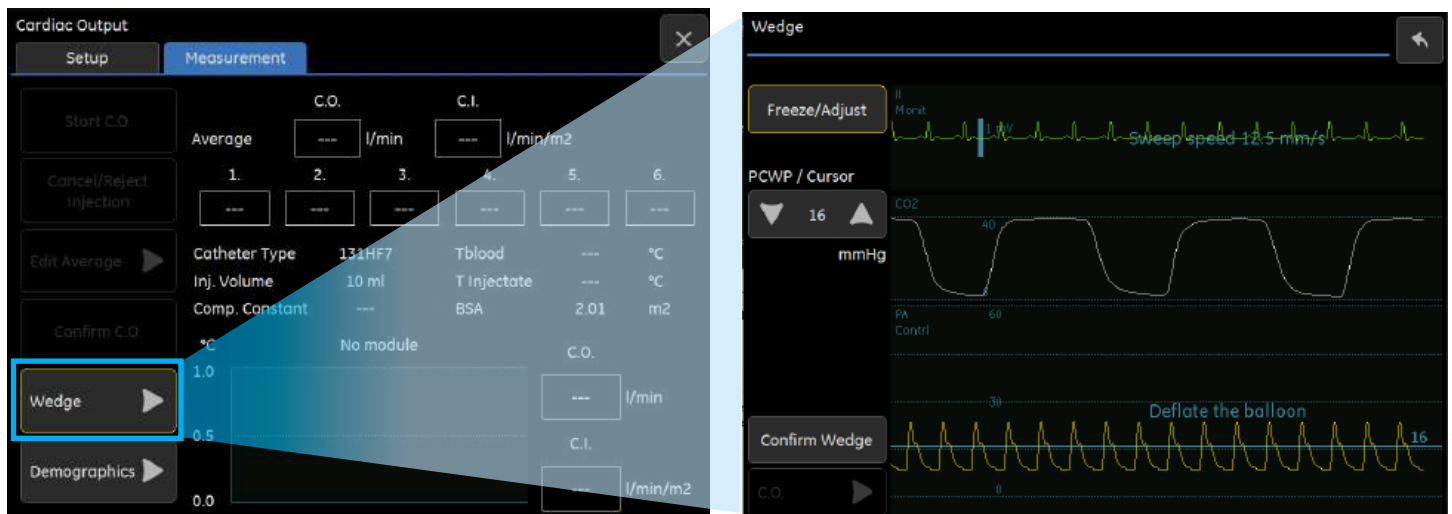 Cardiac Output
Setup Measurement
Start C.O.
Cancel/Reject
Injection
Edit Average
Confirm C.O.
Wedge
Demographics
C.O. C.I.
Average --- l/min --- l/min/m2
1. 2. 3. 4. 5. 6.
--- --- --- --- --- ---
Catheter Type 131HF7 Tblood --- °C
Inj. Volume 10 ml T Injectate --- °C
Comp. Constant --- BSA 2.01 m2
°C No module
1.0
0.5
0.0
C.O.
--- l/min
C.I.
--- l/min/m2
Wedge
Freeze/Adjust
PCWP / Cursor
16
mmHg
Confirm Wedge
C.O.
II
Monit
1 mV
Sweep speed 12.5 mm/s
CO2
40
0
PA 60
Contrl
30
Deflate the balloon
16
0